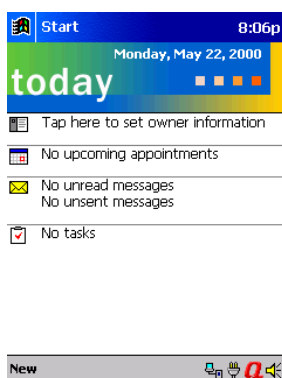 Start 8:06p
Monday, May 22, 2000
today
Tap here to set owner information
No upcoming appointments
No unread messages
No unsent messages
No tasks
New